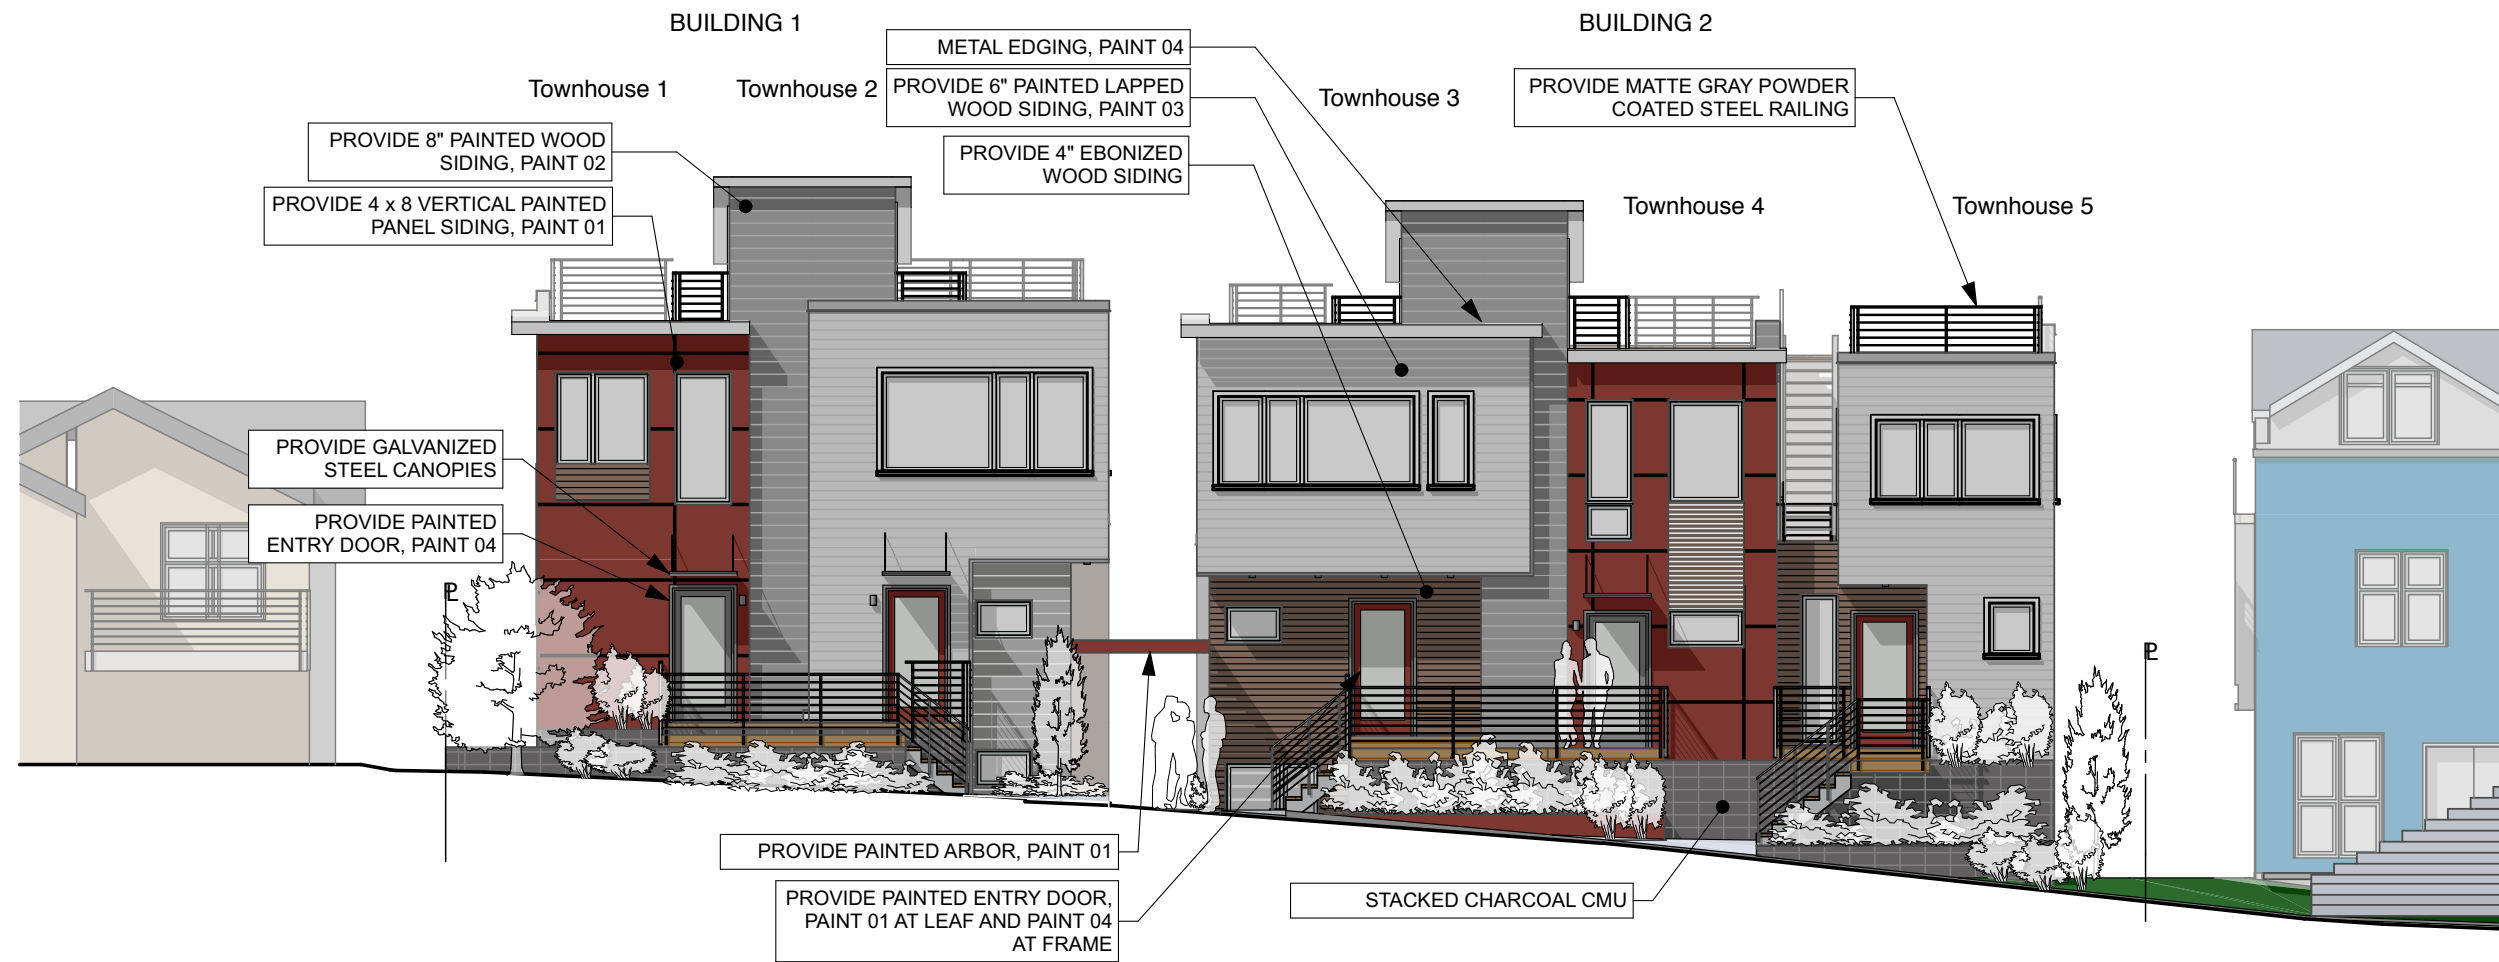 BUILDING 1
BUILDING 2
METAL EDGING, PAINT 04
Townhouse 1
Townhouse 2
PROVIDE 6" PAINTED LAPPED
WOOD SIDING, PAINT 03
Townhouse 3
PROVIDE MATTE GRAY POWDER
COATED STEEL RAILING
PROVIDE 8" PAINTED WOOD
SIDING, PAINT 02
PROVIDE 4" EBONIZED
WOOD SIDING
PROVIDE 4 x 8 VERTICAL PAINTED
PANEL SIDING, PAINT 01
Townhouse 4
Townhouse 5
PROVIDE GALVANIZED
STEEL CANOPIES
PROVIDE PAINTED
ENTRY DOOR, PAINT 04
PL
PL
PROVIDE PAINTED ARBOR, PAINT 01
PROVIDE PAINTED ENTRY DOOR,
PAINT 01 AT LEAF AND PAINT 04
AT FRAME
STACKED CHARCOAL CMU